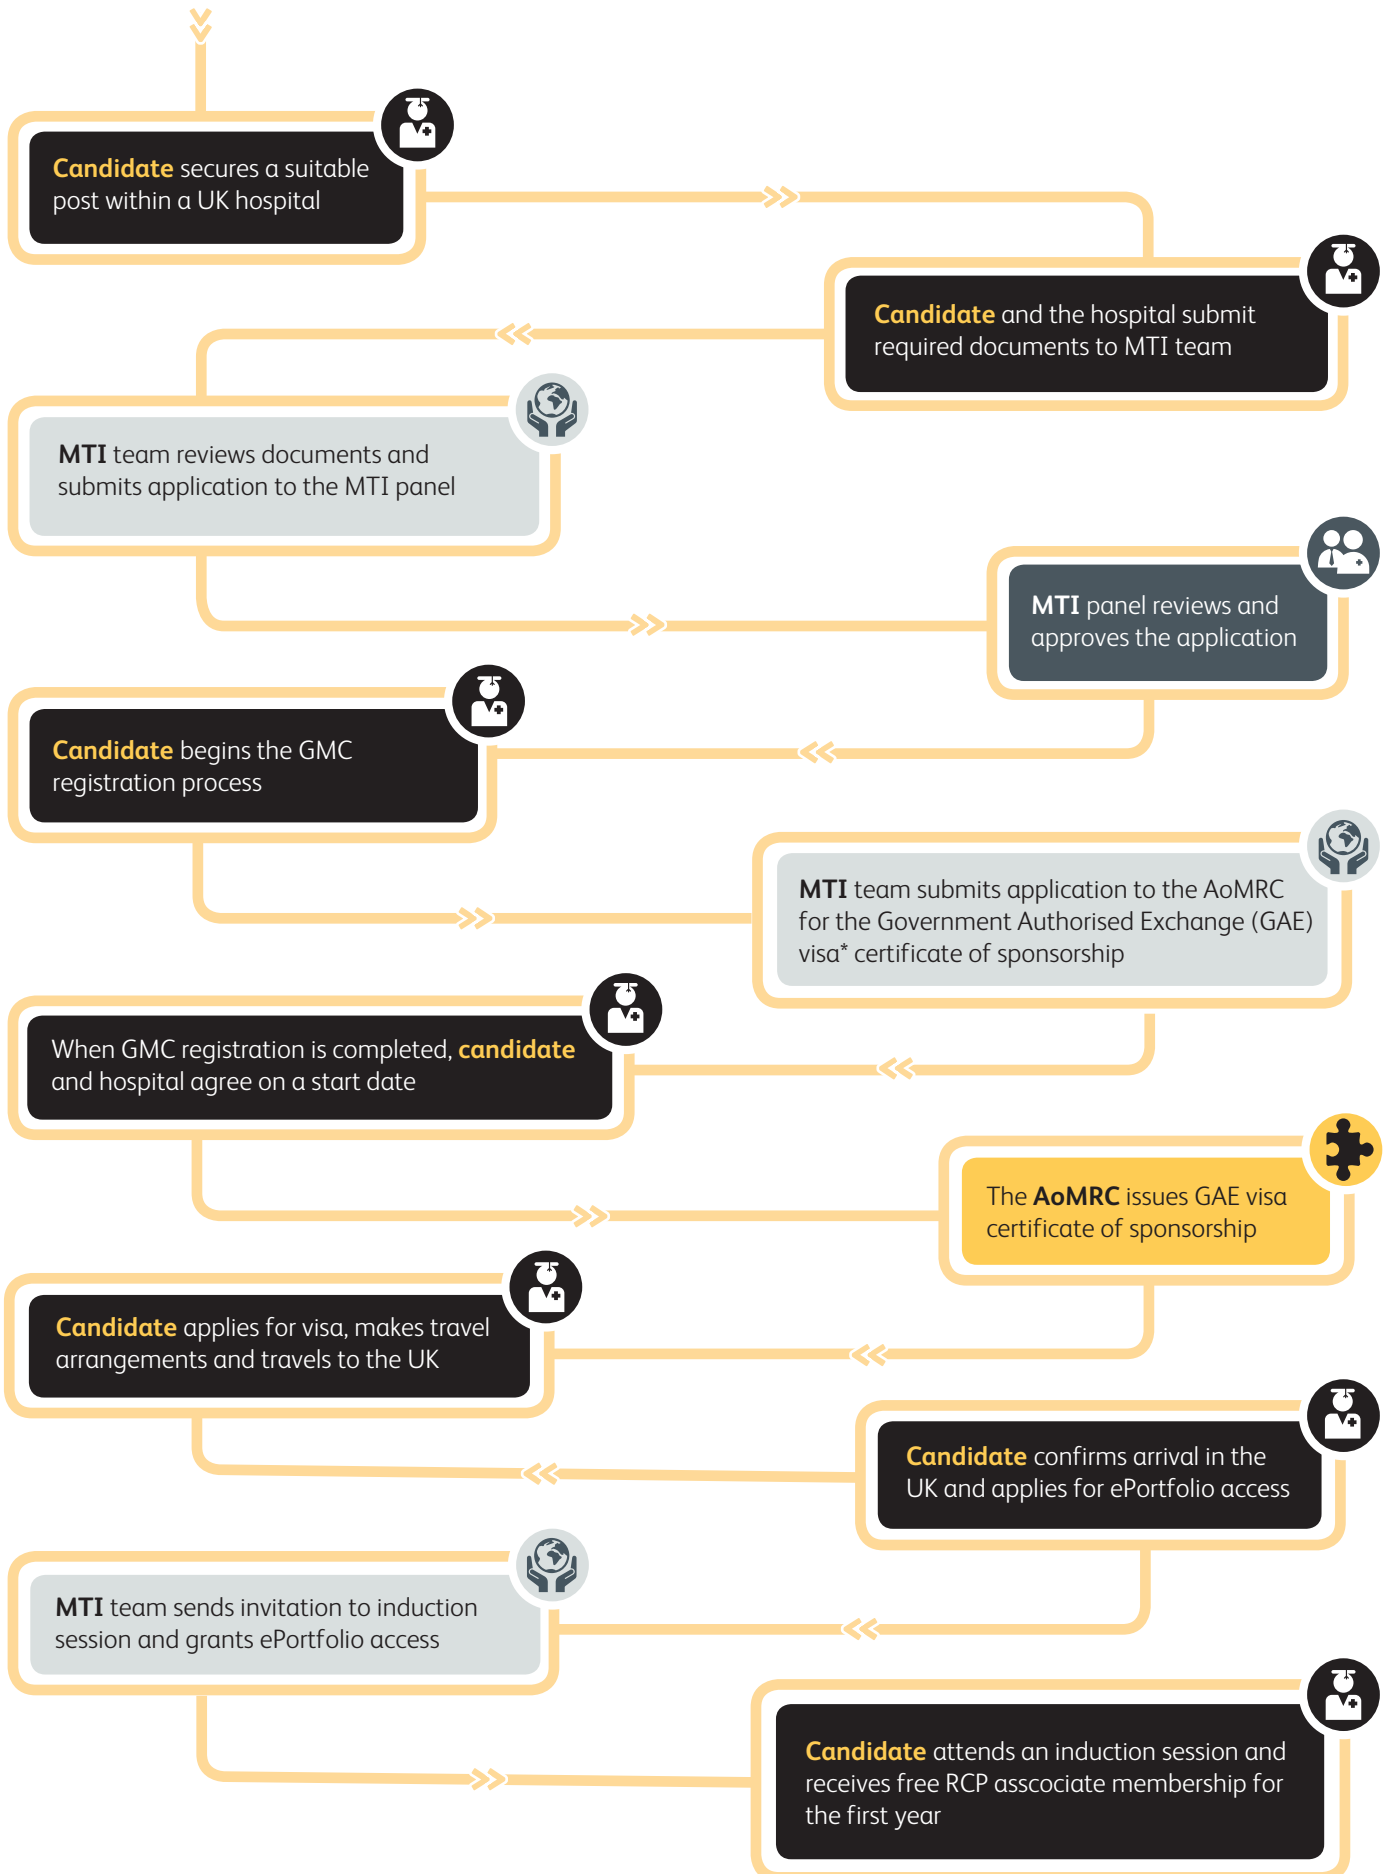 Candidate secures a suitable
post within a UK hospital
Candidate and the hospital submit
required documents to MTI team
MTI team reviews documents and
submits application to the MTI panel
MTI panel reviews and
approves the application
Candidate begins the GMC
registration process
MTI team submits application to the AoMRC
for the Government Authorised Exchange (GAE)
visa* certificate of sponsorship
When GMC registration is completed, candidate
and hospital agree on a start date
The AoMRC issues GAE visa
certificate of sponsorship
Candidate applies for visa, makes travel
arrangements and travels to the UK
Candidate confirms arrival in the
UK and applies for ePortfolio access
MTI team sends invitation to induction
session and grants ePortfolio access
Candidate attends an induction session and
receives free RCP asscociate membership for
the first year